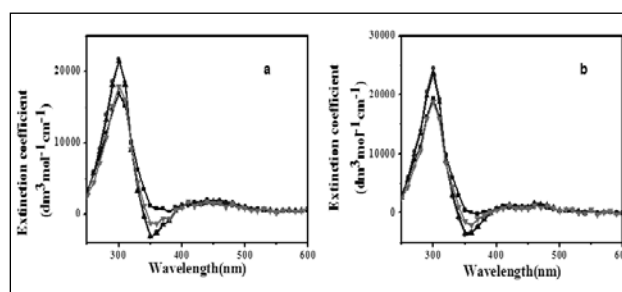 a
Extinction coefficient
(dm³mol⁻¹cm⁻¹)
20000
10000
0
300
400
500
600
Wavelength(nm)
b
Extinction coefficient
(dm³mol⁻¹cm⁻¹)
30000
20000
10000
0
300
400
500
600
Wavelength(nm)